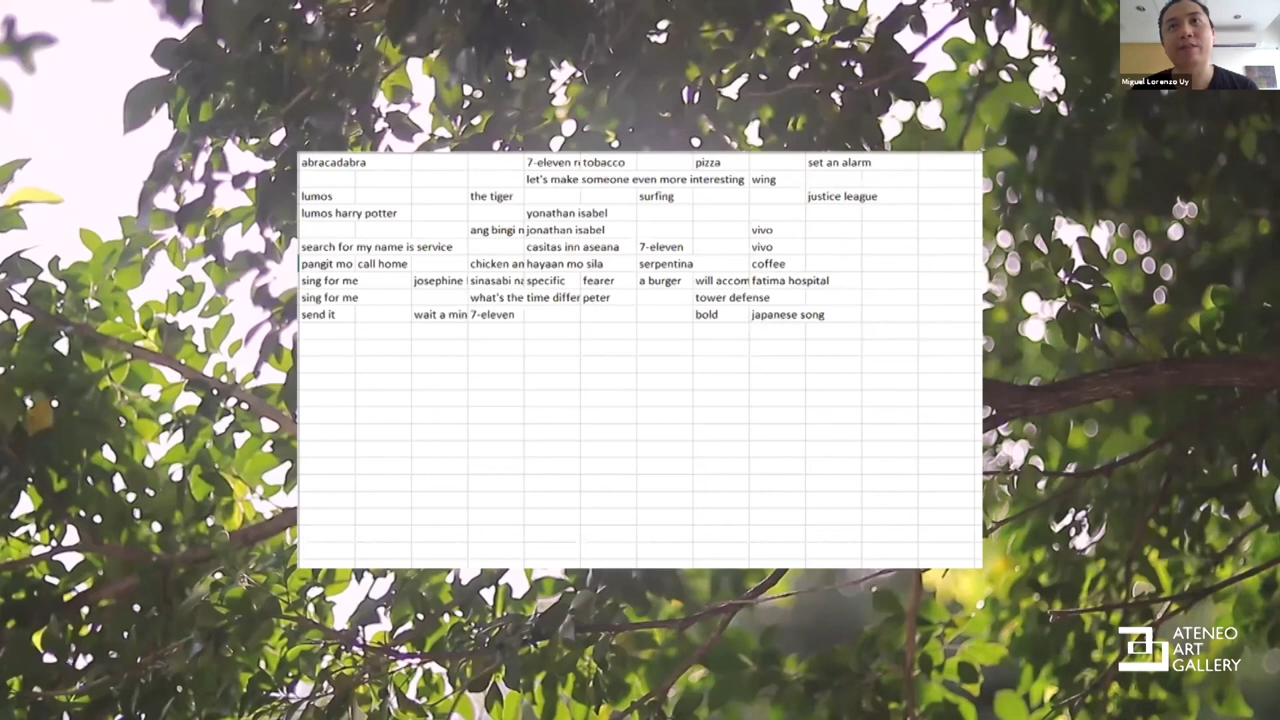 Miguel Lorenzo Uy
abracadabra 7-eleven tobacco pizza set an alarm
let's make someone even more interesting wing
lumos the tiger surfing justice league
lumos harry potter yonathan isabel
ang bingi n jonathan isabel vivo
search for my name is service casitas inn aseana 7-eleven vivo
pangit mo call home chicken an hayaan mo sila serpentina coffee
sing for me josephine sinasabi na specific fearer a burger will accom fatima hospital
sing for me what's the time differ peter tower defense
send it wait a min 7-eleven bold japanese song
ATENEO
ART
GALLERY